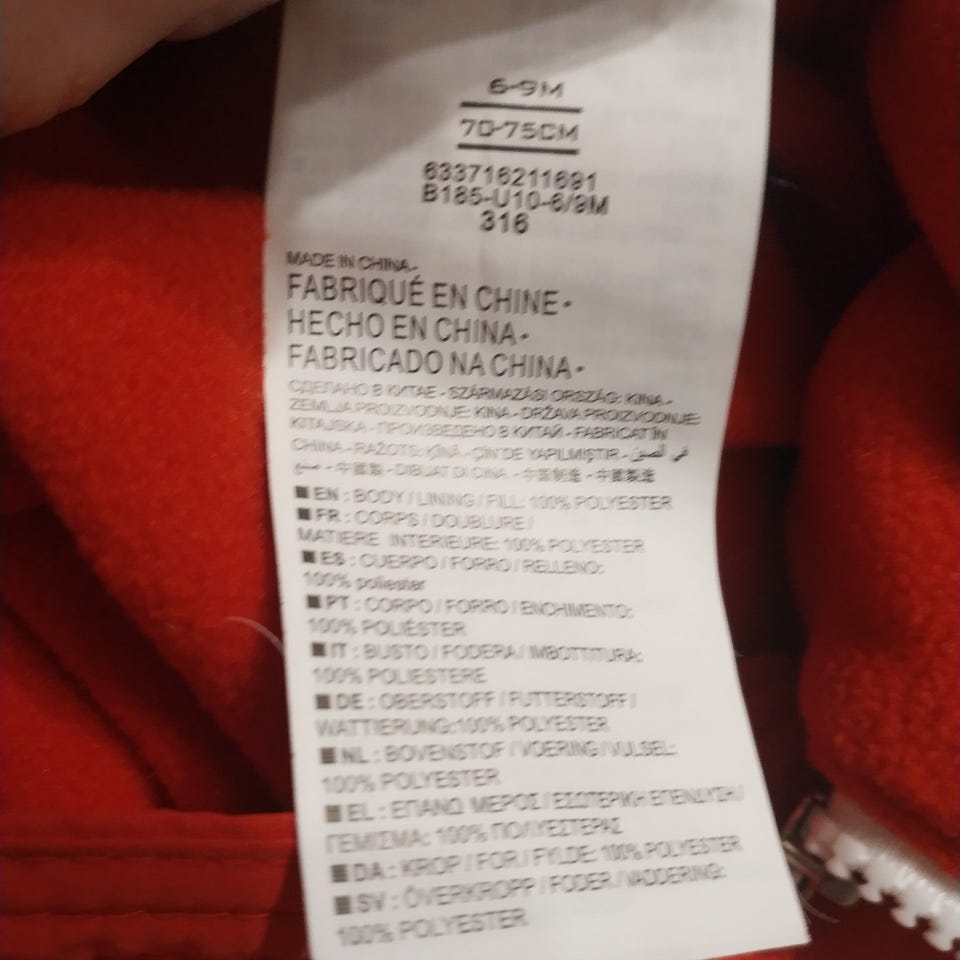 6-9M
70-75CM
633716211691
B185-U10-6/9M
316
MADE IN CHINA-
FABRIQUÉ EN CHINE-
HECHO EN CHINA-
FABRICADO NA CHINA-
СДЕЛАНО В КИТАЕ - SZÁRMAZÁSI ORSZÁG: KINA -
ZEMLJA PROIZVODNJE: KINA - DRŽAVA PROIZVODNJE:
KITAJSKA - ПРОИЗВЕДЕНО В КИТАЙ - FABRICAT ÎN
CHINA - RAŽOTS: ĶĪNĀ - ÇİN'DE YAPILMIŞTIR - في الصين
- 中國製 - DIBUAT DI CINA - 中国制造 - 中國製造
■ EN : BODY / LINING / FILL: 100% POLYESTER
■ FR : CORPS / DOUBLURE /
MATIERE INTERIEURE: 100% POLYESTER
■ ES : CUERPO / FORRO / RELLENO:
100% poliester
■ PT : CORPO / FORRO / ENCHIMENTO:
100% POLIÉSTER
■ IT : BUSTO / FODERA / IMBOTTITURA:
100% POLIESTERE
■ DE : OBERSTOFF / FUTTERSTOFF /
WATTIERUNG:100% POLYESTER
■ NL : BOVENSTOF / VOERING / VULSEL:
100% POLYESTER
■ EL : ΕΠΑΝΩ ΜΕΡΟΣ / ΕΣΩΤΕΡΙΚΗ ΕΠΕΝΔΥΣΗ /
ΓΕΜΙΣΜΑ: 100% ΠΟΛΥΕΣΤΕΡΑΣ
■ DA : KROP / FOR / FYLDE: 100% POLYESTER
■ SV : ÖVERKROPP / FODER / VADDERING:
100% POLYESTER